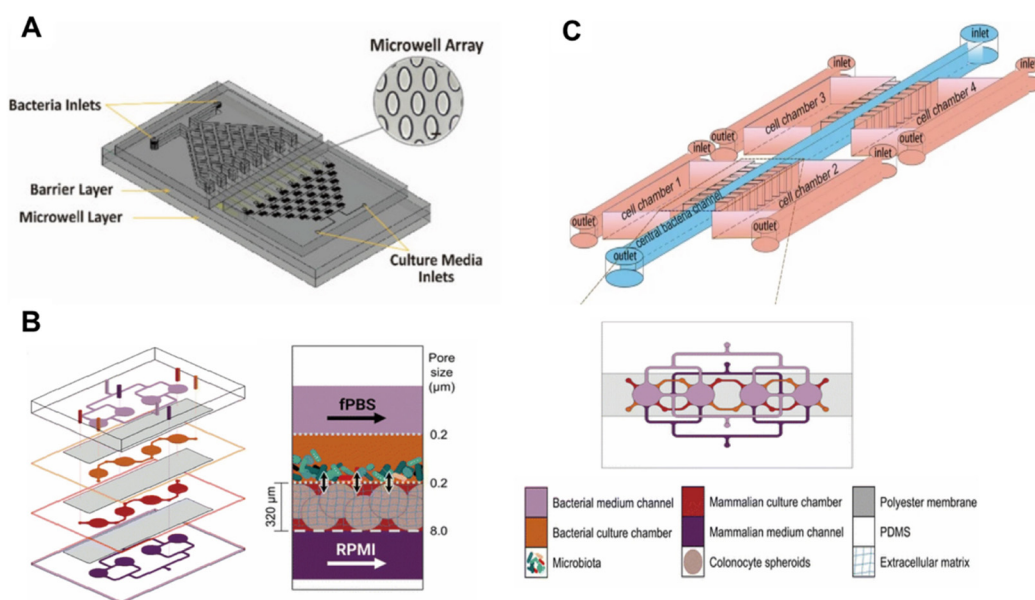 A
Microwell Array
Bacteria Inlets
Barrier Layer
Microwell Layer
Culture Media
Inlets
B
Pore
size
(μm)
fPBS
0.2
0.2
320 μm
8.0
RPMI
C
inlet
inlet
inlet
cell chamber 3
cell chamber 4
outlet
inlet
outlet
inlet
cell chamber 1
cell chamber 2
central bacteria channel
outlet
outlet
outlet
Bacterial medium channel
Mammalian culture chamber
Polyester membrane
Bacterial culture chamber
Mammalian medium channel
PDMS
Microbiota
Colonocyte spheroids
Extracellular matrix